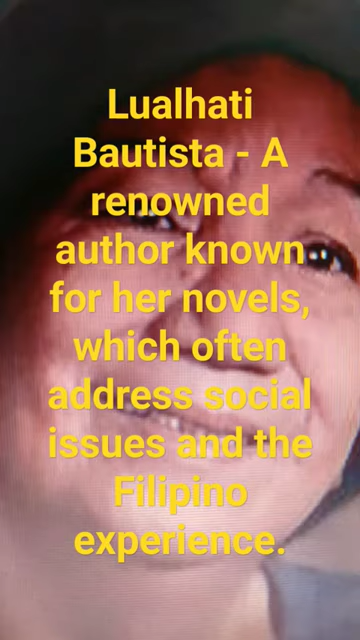 Lualhati
Bautista - A
renowned
author known
for her novels,
which often
address social
issues and the
Filipino
experience.